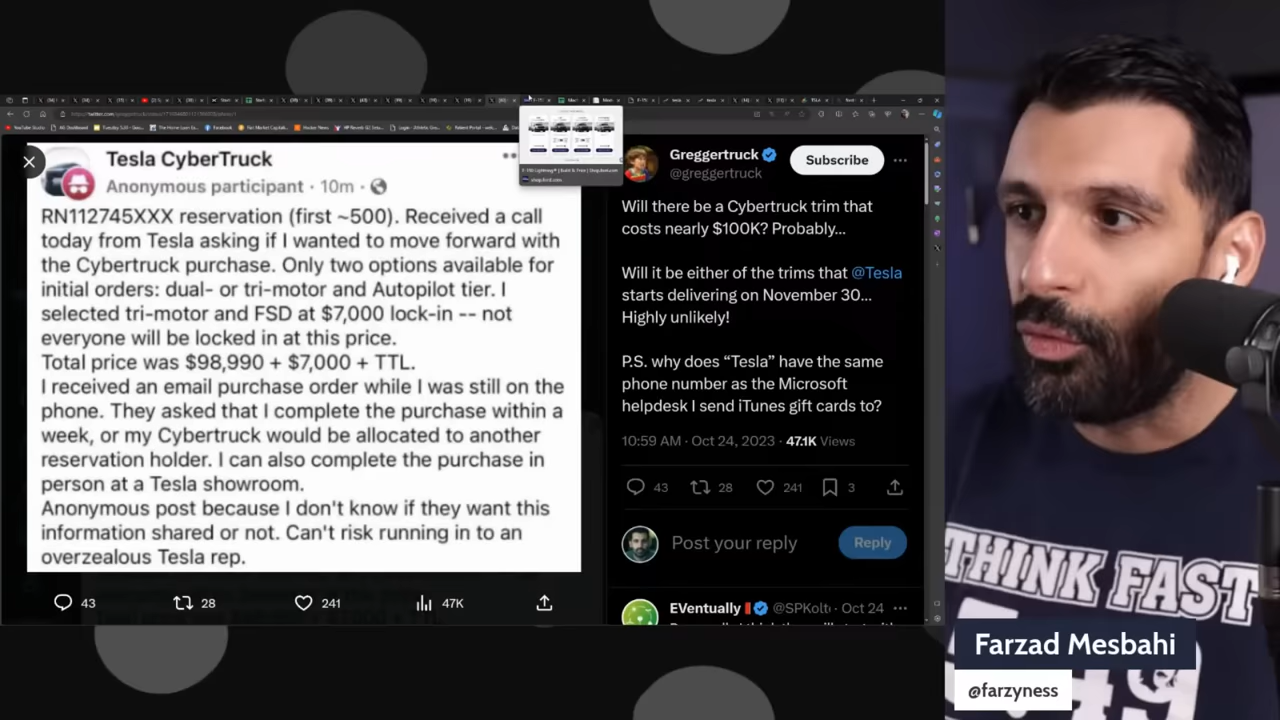 Tesla CyberTruck
Anonymous participant · 10m ·
RN112745XXX reservation (first ~500). Received a call
today from Tesla asking if I wanted to move forward with
the Cybertruck purchase. Only two options available for
initial orders: dual- or tri-motor and Autopilot tier. I
selected tri-motor and FSD at $7,000 lock-in -- not
everyone will be locked in at this price.
Total price was $98,990 + $7,000 + TTL.
I received an email purchase order while I was still on the
phone. They asked that I complete the purchase within a
week, or my Cybertruck would be allocated to another
reservation holder. I can also complete the purchase in
person at a Tesla showroom.
Anonymous post because I don't know if they want this
information shared or not. Can't risk running in to an
overzealous Tesla rep.
43 28 241 47K
Greggertruck
@greggertruck
Subscribe
Will there be a Cybertruck trim that
costs nearly $100K? Probably...
Will it be either of the trims that @Tesla
starts delivering on November 30...
Highly unlikely!
P.S. why does “Tesla” have the same
phone number as the Microsoft
helpdesk I send iTunes gift cards to?
10:59 AM · Oct 24, 2023 · 47.1K Views
43 28 241 3
Post your reply
Reply
EVentually @SPKolt Oct 24
THINK FAST
Farzad Mesbahi
@farzyness